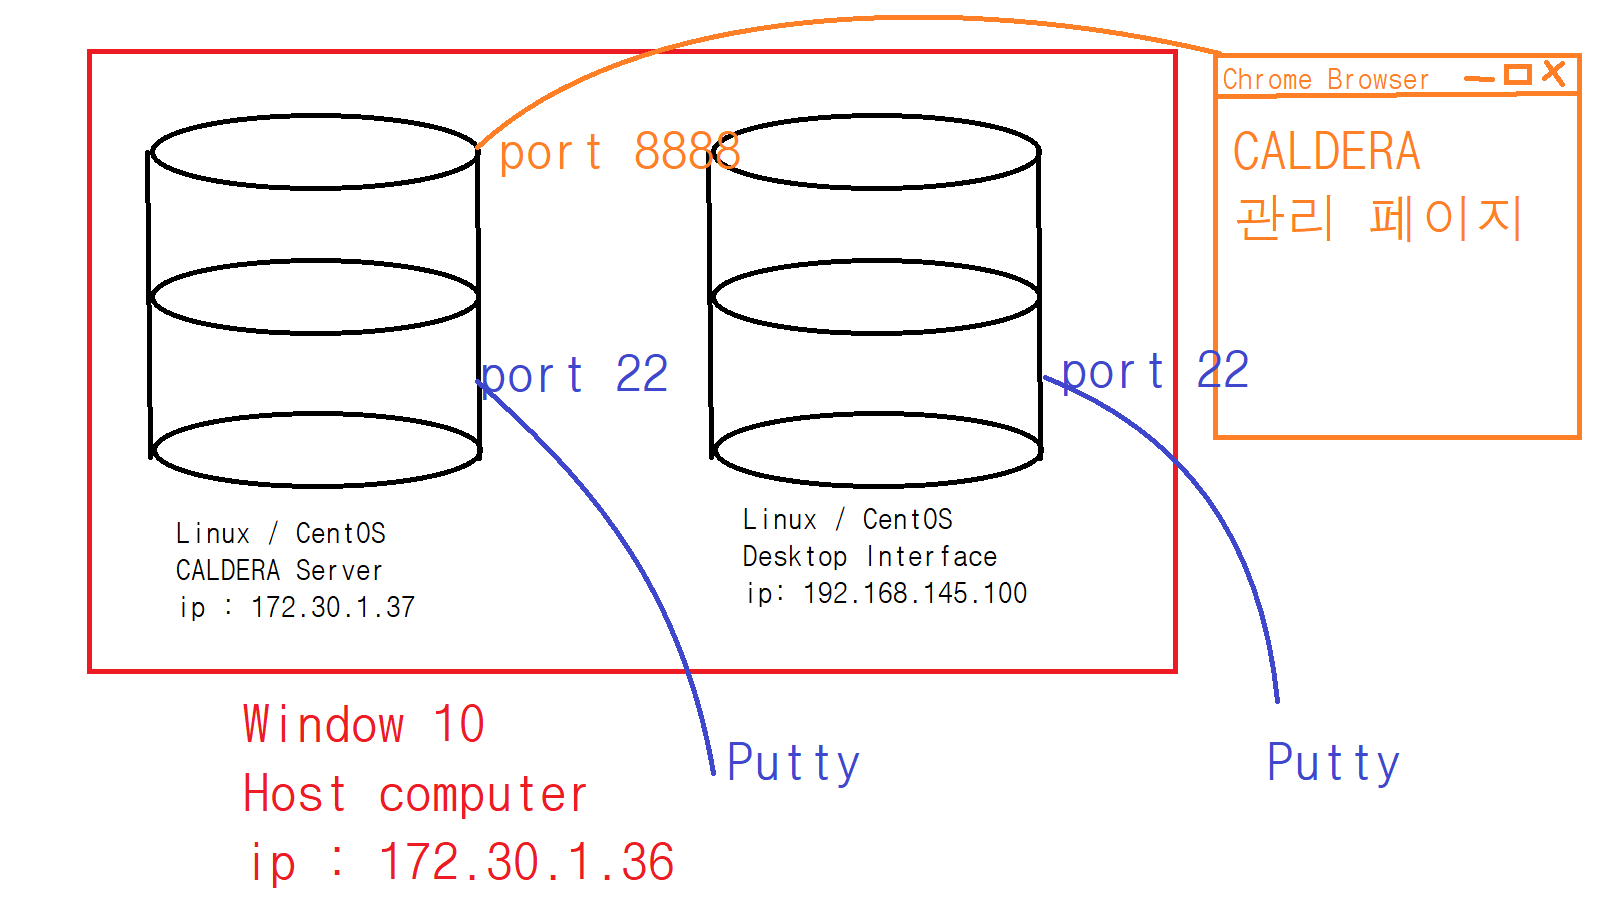 Chrome Browser
CALDERA
관리 페이지
port 8888
port 22
port 22
Linux / CentOS
CALDERA Server
ip : 172.30.1.37
Linux / CentOS
Desktop Interface
ip: 192.168.145.100
Window 10
Host computer
ip : 172.30.1.36
Putty
Putty